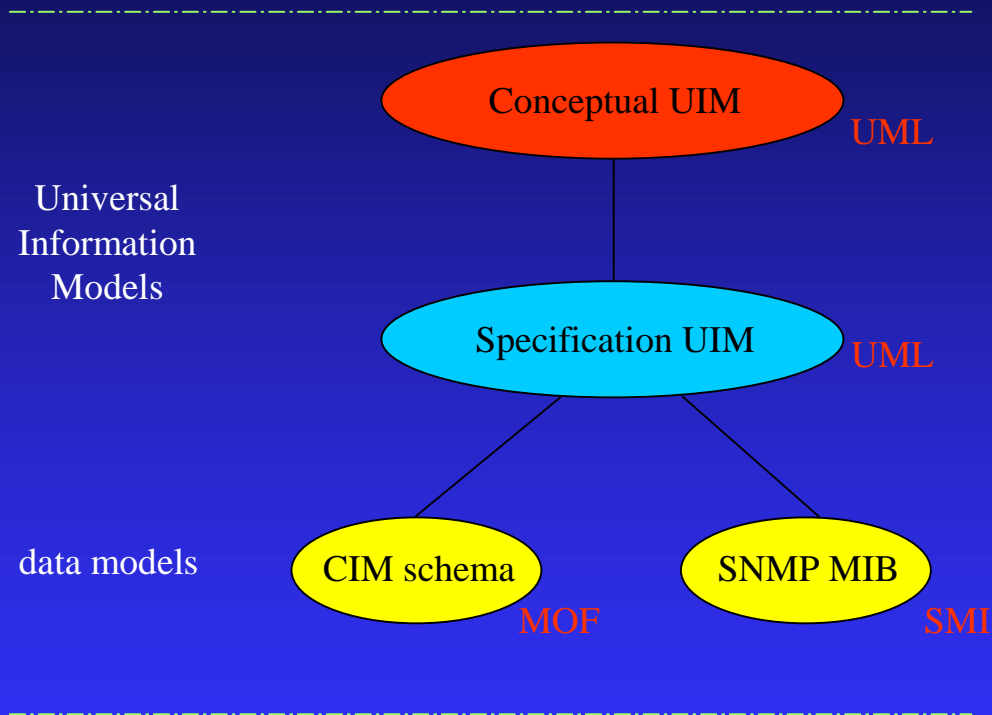 Conceptual UIM
UML
Universal
Information
Models
Specification UIM
UML
data models
CIM schema
MOF
SNMP MIB
SMI